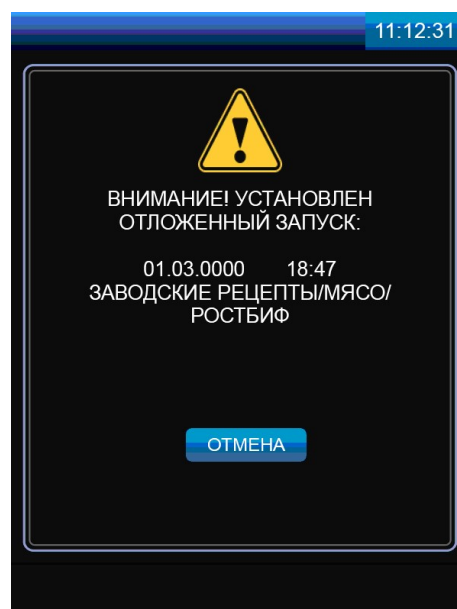 11:12:31
ВНИМАНИЕ! УСТАНОВЛЕН
ОТЛОЖЕННЫЙ ЗАПУСК:
01.03.0000 18:47
ЗАВОДСКИЕ РЕЦЕПТЫ/МЯСО/
РОСТБИФ
ОТМЕНА